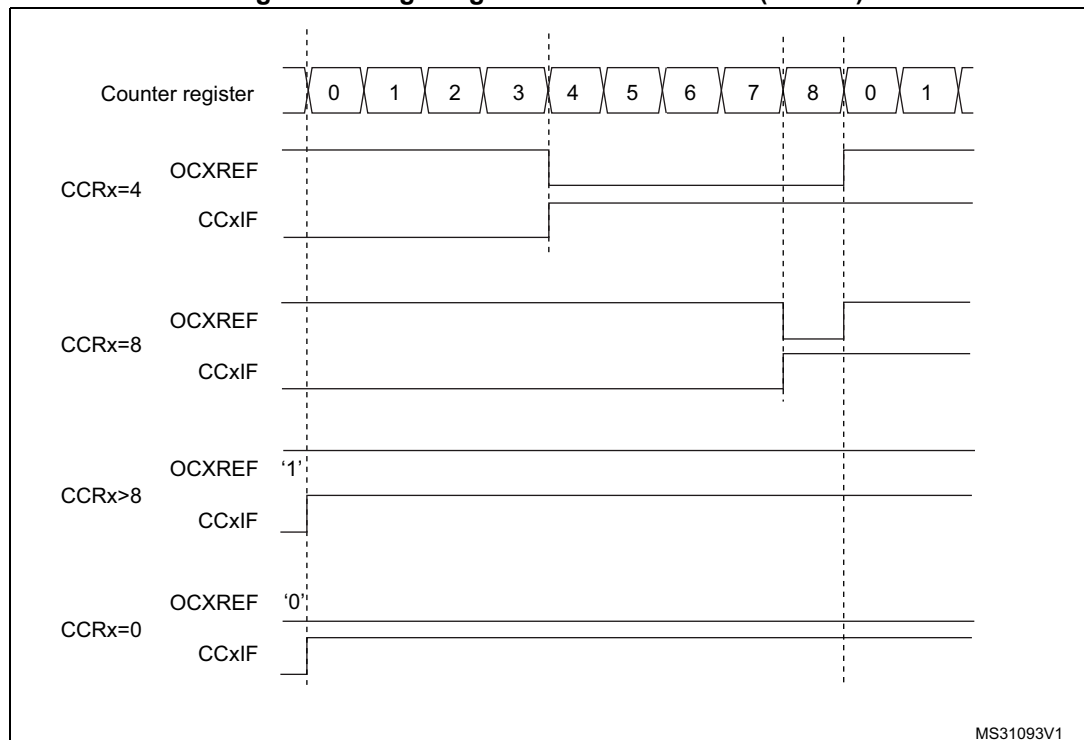 Counter register 0 1 2 3 4 5 6 7 8 0 1
OCXREF
CCRx=4
CCxIF
OCXREF
CCRx=8
CCxIF
OCXREF ‘1’
CCRx>8
CCxIF
OCXREF ‘0’
CCRx=0
CCxIF
MS31093V1